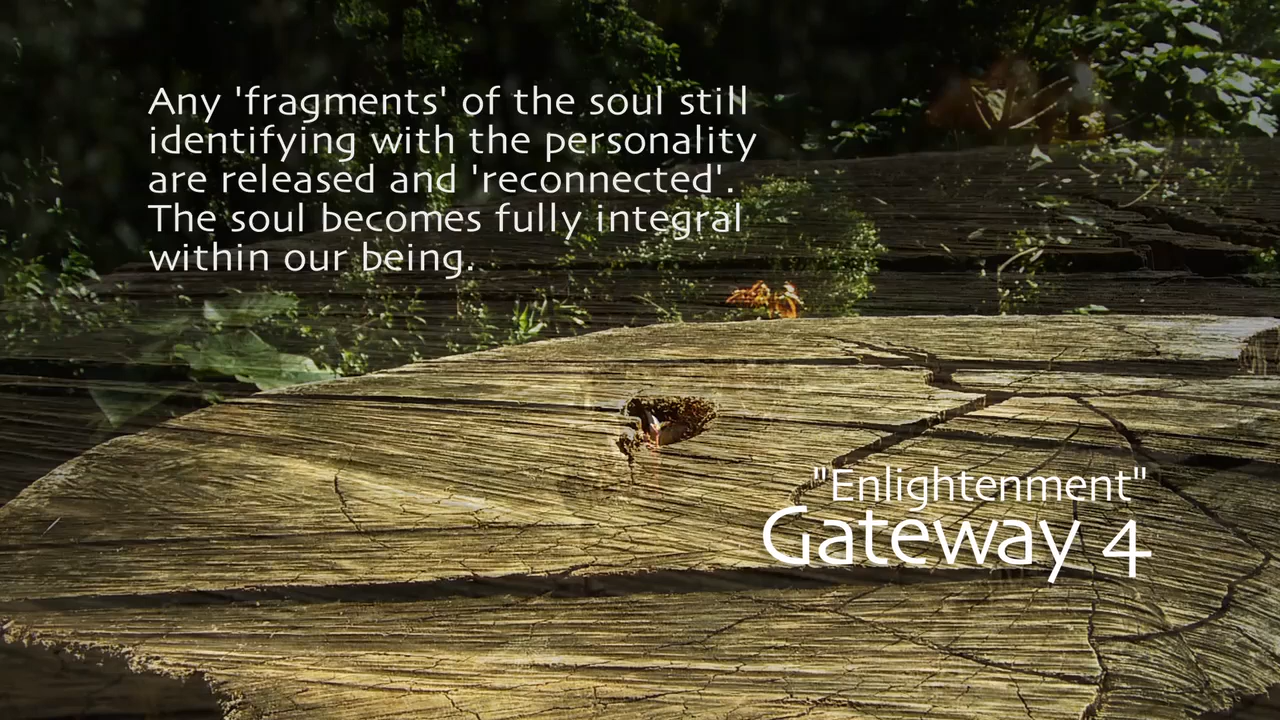 Any 'fragments' of the soul still
identifying with the personality
are released and 'reconnected'.
The soul becomes fully integral
within our being.
"Enlightenment"
Gateway 4